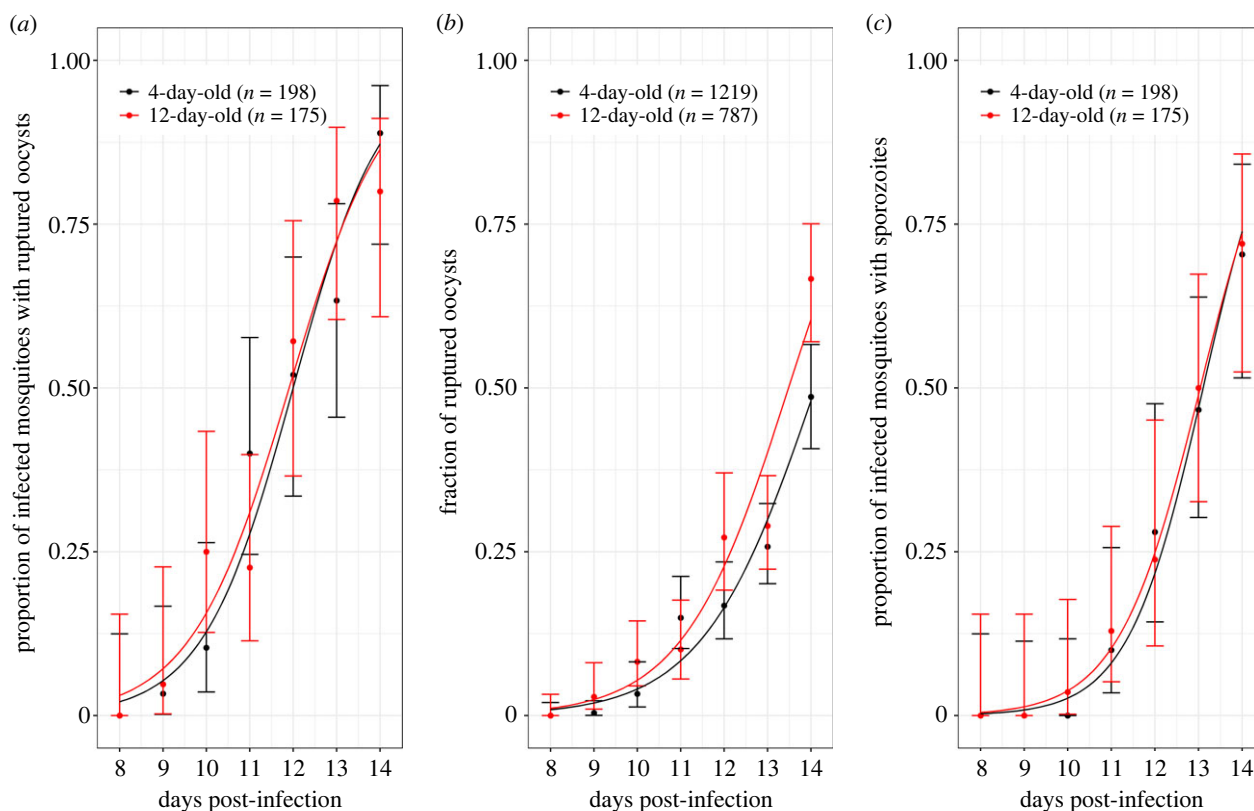 (a)
proportion of infected mosquitoes with ruptured oocysts
1.00
0.75
0.50
0.25
0
4-day-old (n = 198)
12-day-old (n = 175)
8 9 10 11 12 13 14
days post-infection
(b)
fraction of ruptured oocysts
1.00
0.75
0.50
0.25
0
4-day-old (n = 1219)
12-day-old (n = 787)
8 9 10 11 12 13 14
days post-infection
(c)
proportion of infected mosquitoes with sporozoites
1.00
0.75
0.50
0.25
0
4-day-old (n = 198)
12-day-old (n = 175)
8 9 10 11 12 13 14
days post-infection